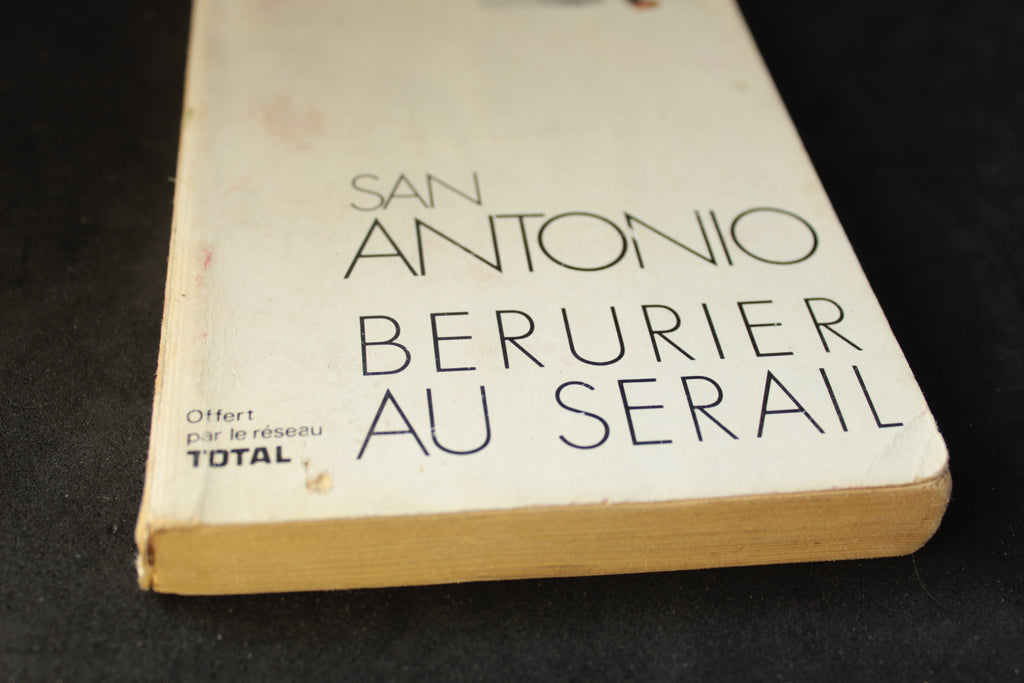 SAN
ANTONIO
BERURIER
AU SERAIL
Offert
par le réseau
TOTAL